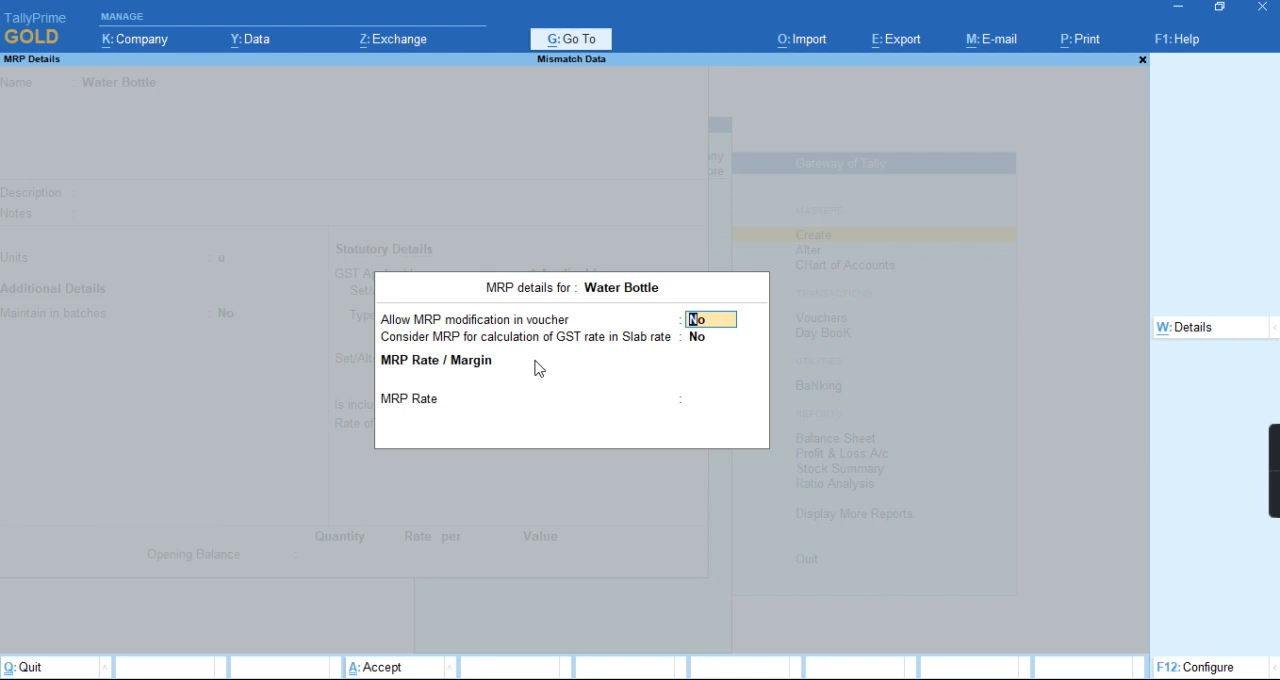 TallyPrime
GOLD
MANAGE
K: Company
Y: Data
Z: Exchange
G: Go To
O: Import
E: Export
M: E-mail
P: Print
F1: Help
MRP Details
Mismatch Data
Name : Water Bottle
Description :
Notes :
Units : u
Additional Details
Maintain in batches : No
Statutory Details
Quantity
Rate per
Value
Opening Balance :
MRP details for : Water Bottle
Allow MRP modification in voucher : No
Consider MRP for calculation of GST rate in Slab rate : No
MRP Rate / Margin
MRP Rate :
Gateway of Tally
MASTERS
Create
Alter
CHart of Accounts
TRANSACTIONS
Vouchers
Day BooK
UTILITIES
BaNking
REPORTS
Balance Sheet
Profit & Loss A/c
Stock Summary
Ratio Analysis
Display More Reports
Quit
W: Details
Q: Quit
A: Accept
F12: Configure